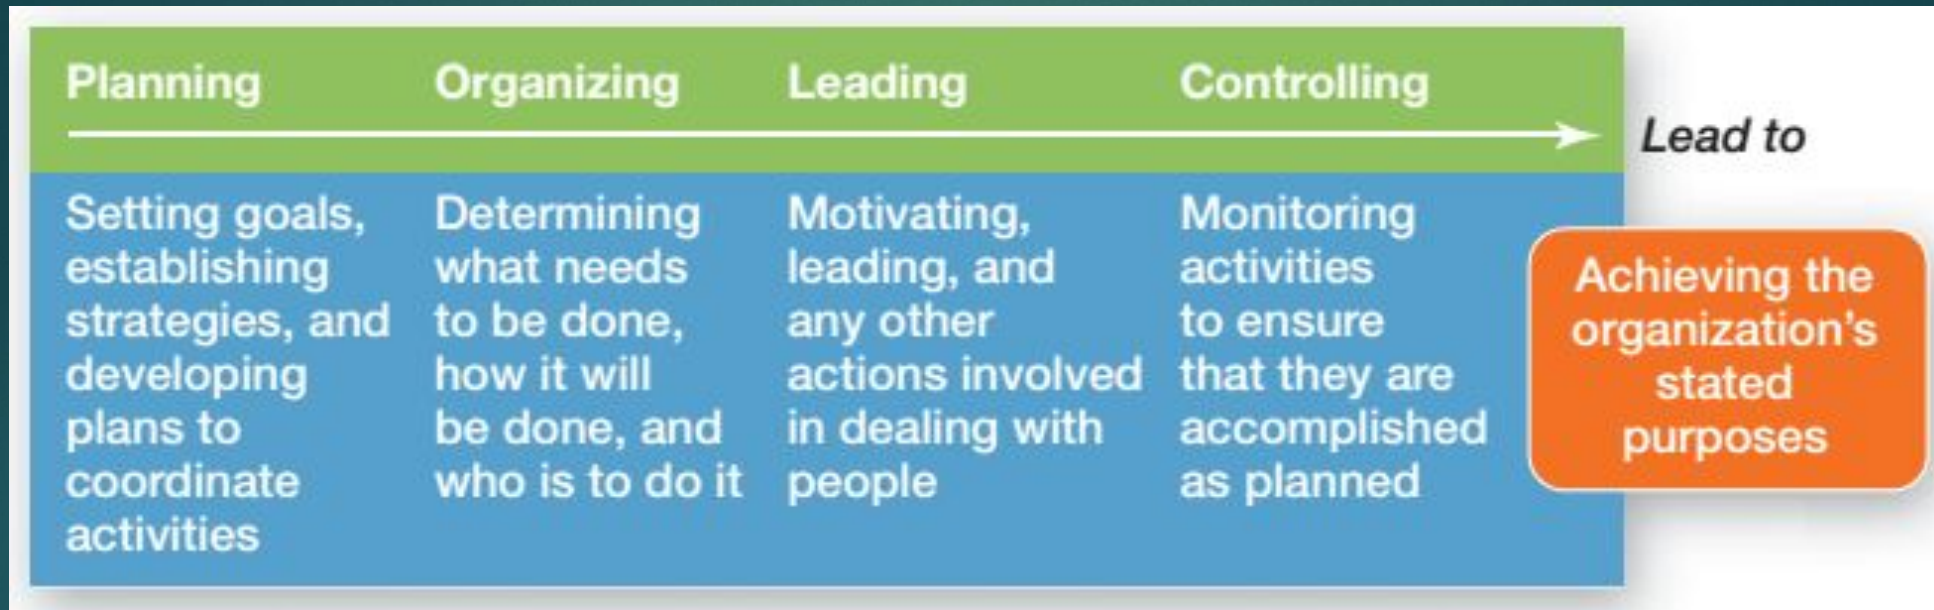 Planning
Setting goals,
establishing
strategies, and
developing
plans to
coordinate
activities
Organizing
Determining
what needs
to be done,
how it will
be done, and
who is to do it
Leading
Motivating,
leading, and
any other
actions involved
in dealing with
people
Controlling
Monitoring
activities
to ensure
that they are
accomplished
as planned
Lead to
Achieving the
organization's
stated
purposes